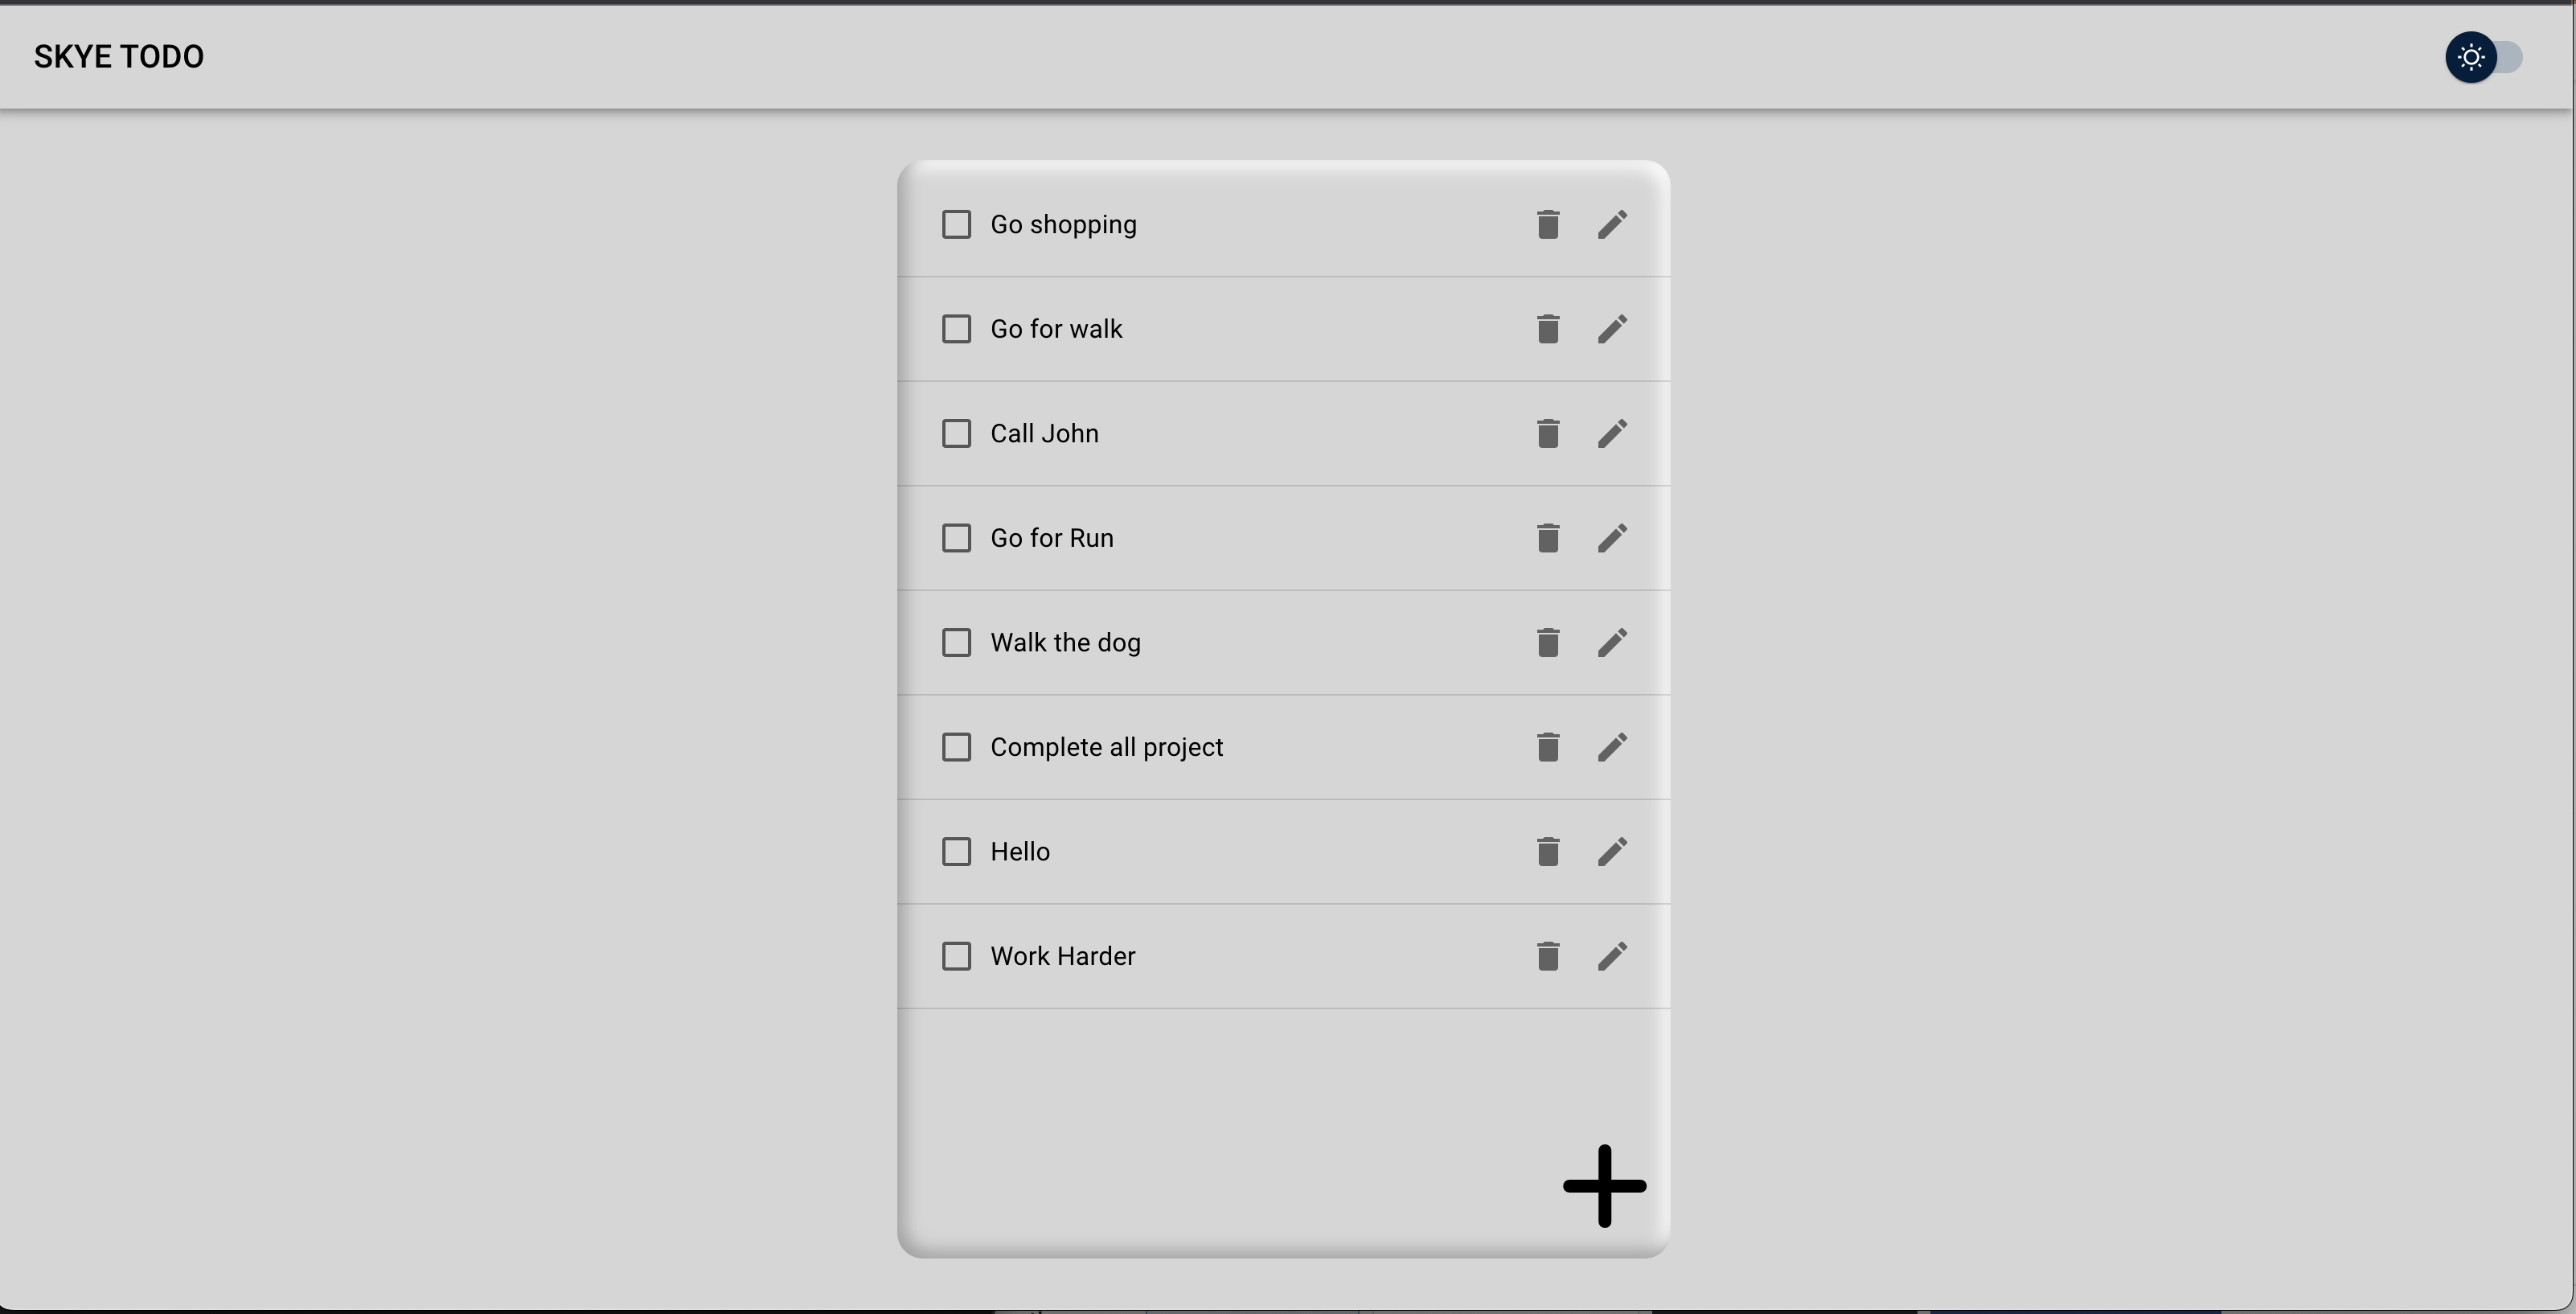 SKYE TODO
Go shopping
Go for walk
Call John
Go for Run
Walk the dog
Complete all project
Hello
Work Harder